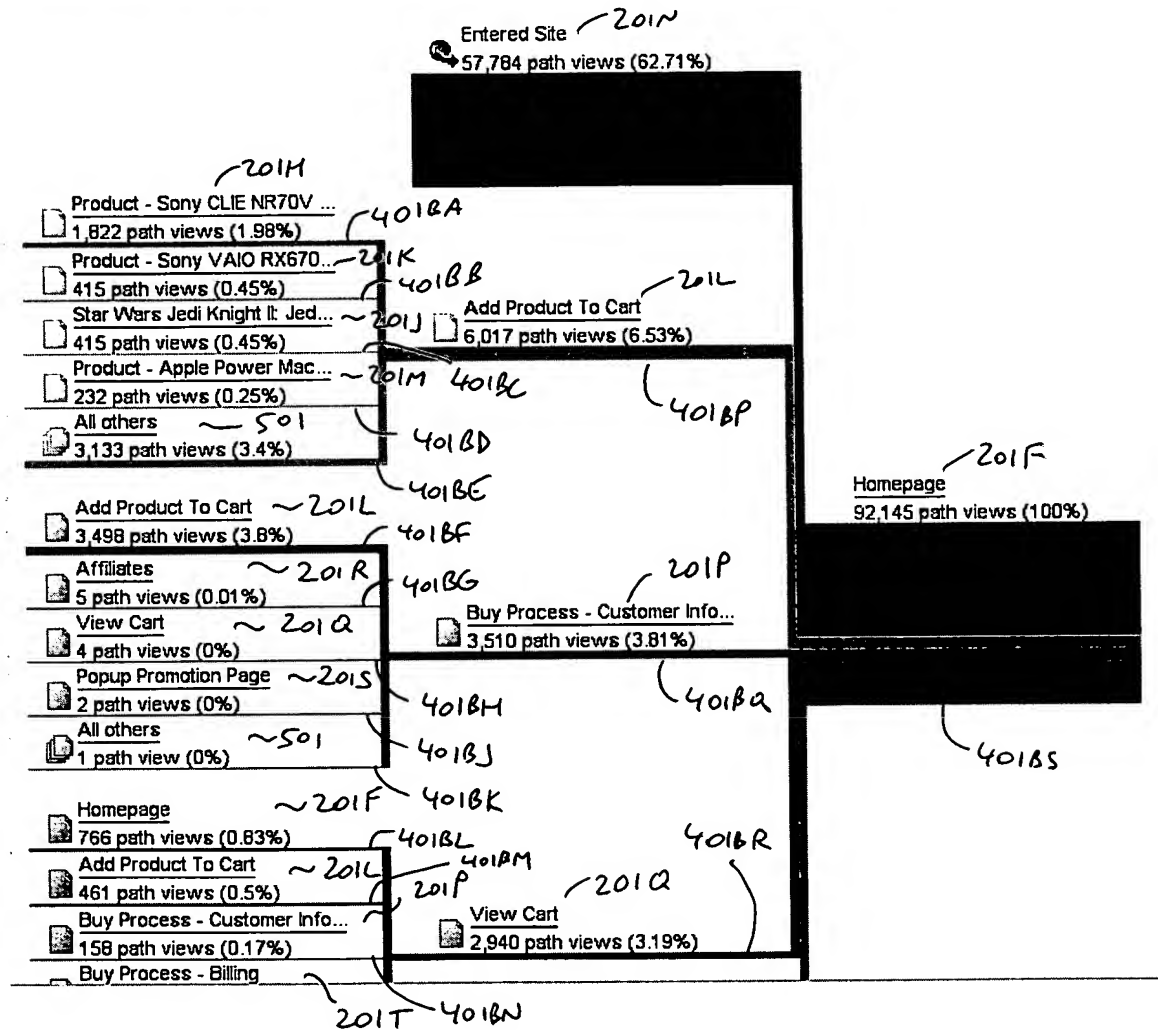 Entered Site
201N
57,784 path views (62.71%)
201H
Product - Sony CLIE NR70V ...
1,822 path views (1.98%)
401BA
Product - Sony VAIO RX670...
201K
415 path views (0.45%)
401BB
Star Wars Jedi Knight II: Jed...
201J
415 path views (0.45%)
Product - Apple Power Mac...
201M
232 path views (0.25%)
401BC
All others
501
3,133 path views (3.4%)
401BD
401BE
Add Product To Cart
201L
6,017 path views (6.53%)
401BP
201F
Homepage
92,145 path views (100%)
Add Product To Cart
201L
3,498 path views (3.8%)
401BF
Affiliates
201R
5 path views (0.01%)
401BG
View Cart
201Q
4 path views (0%)
Popup Promotion Page
201S
2 path views (0%)
401BH
All others
501
1 path view (0%)
401BJ
401BK
201P
Buy Process - Customer Info...
3,510 path views (3.81%)
401BQ
401BS
Homepage
201F
766 path views (0.83%)
401BL
Add Product To Cart
201L
461 path views (0.5%)
401BM
201P
Buy Process - Customer Info...
158 path views (0.17%)
Buy Process - Billing
201T
401BN
401BR
201Q
View Cart
2,940 path views (3.19%)